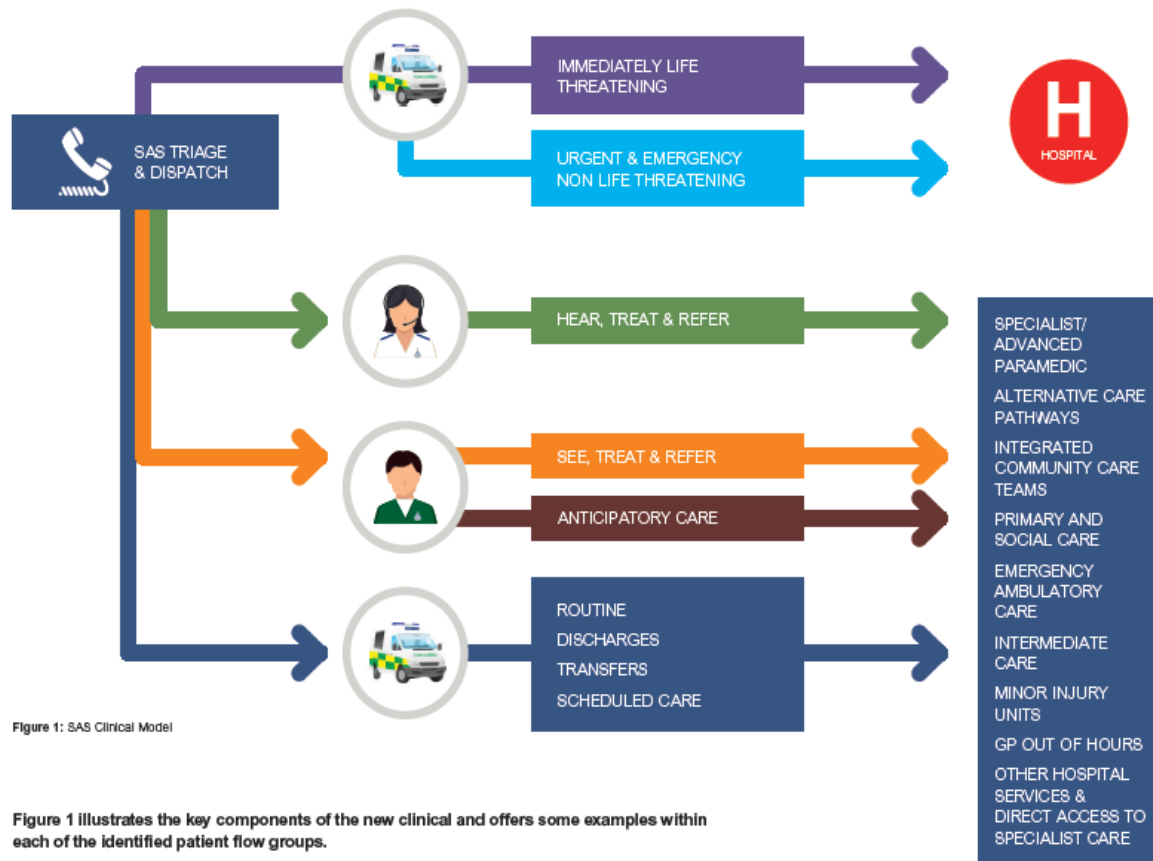 SAS TRIAGE
& DISPATCH
IMMEDIATELY LIFE
THREATENING
URGENT & EMERGENCY
NON LIFE THREATENING
H
HOSPITAL
HEAR, TREAT & REFER
SEE, TREAT & REFER
ANTICIPATORY CARE
ROUTINE
DISCHARGES
TRANSFERS
SCHEDULED CARE
SPECIALIST/
ADVANCED
PARAMEDIC
ALTERNATIVE CARE
PATHWAYS
INTEGRATED
COMMUNITY CARE
TEAMS
PRIMARY AND
SOCIAL CARE
EMERGENCY
AMBULATORY
CARE
INTERMEDIATE
CARE
MINOR INJURY
UNITS
GP OUT OF HOURS
OTHER HOSPITAL
SERVICES &
DIRECT ACCESS TO
SPECIALIST CARE
Figure 1: SAS Clinical Model
Figure 1 illustrates the key components of the new clinical and offers some examples within
each of the identified patient flow groups.